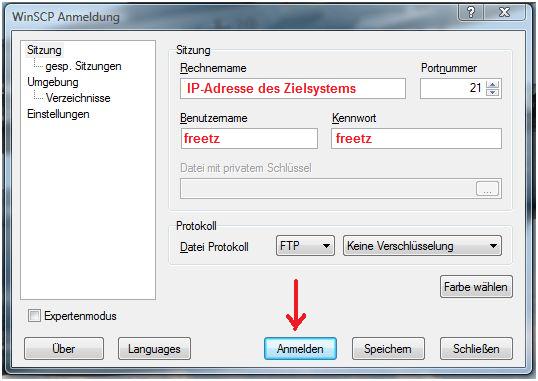 WinSCP Anmeldung
Sitzung
gesp. Sitzungen
Umgebung
Verzeichnisse
Einstellungen
Sitzung
Rechnername
Portnummer
IP-Adresse des Zielsystems
21
Benutzername
Kennwort
freetz
freetz
Datei mit privatem Schlüssel
...
Protokoll
Datei Protokoll
FTP
Keine Verschlüsselung
Farbe wählen
Expertenmodus
Über
Languages
Anmelden
Speichern
Schließen